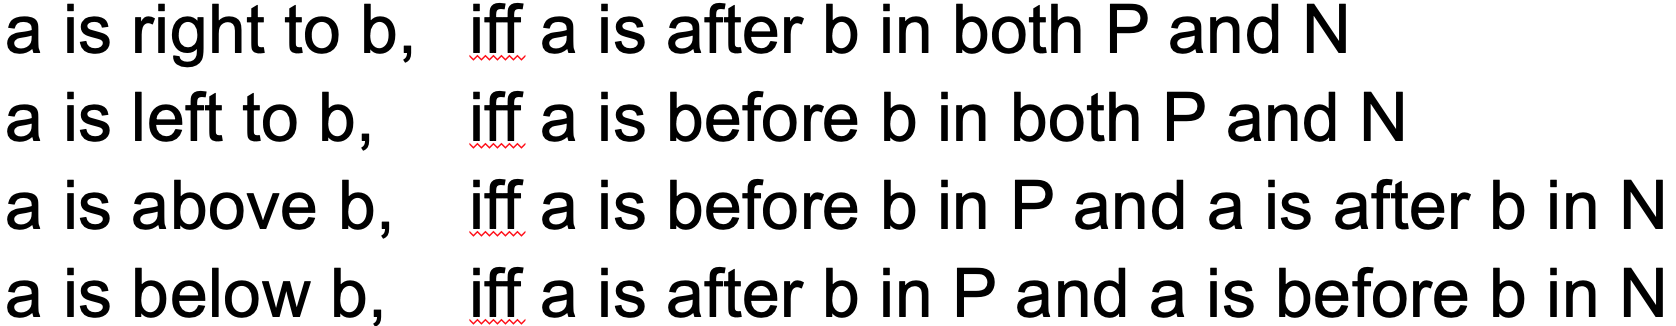 a is right to b, iff a is after b in both P and N
a is left to b, iff a is before b in both P and N
a is above b, iff a is before b in P and a is after b in N
a is below b, iff a is after b in P and a is before b in N